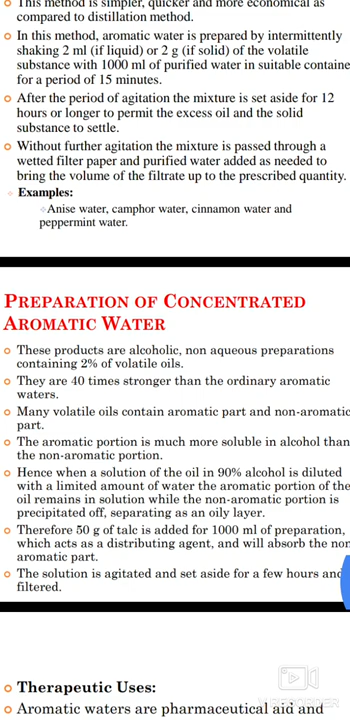 This method is simpler, quicker and more economical as
compared to distillation method.
In this method, aromatic water is prepared by intermittently
shaking 2 ml (if liquid) or 2 g (if solid) of the volatile
substance with 1000 ml of purified water in suitable containe
for a period of 15 minutes.
After the period of agitation the mixture is set aside for 12
hours or longer to permit the excess oil and the solid
substance to settle.
Without further agitation the mixture is passed through a
wetted filter paper and purified water added as needed to
bring the volume of the filtrate up to the prescribed quantity.
Examples:
Anise water, camphor water, cinnamon water and
peppermint water.
PREPARATION OF CONCENTRATED
AROMATIC WATER
These products are alcoholic, non aqueous preparations
containing 2% of volatile oils.
They are 40 times stronger than the ordinary aromatic
waters.
Many volatile oils contain aromatic part and non-aromatic
part.
The aromatic portion is much more soluble in alcohol than
the non-aromatic portion.
Hence when a solution of the oil in 90% alcohol is diluted
with a limited amount of water the aromatic portion of the
oil remains in solution while the non-aromatic portion is
precipitated off, separating as an oily layer.
Therefore 50 g of talc is added for 1000 ml of preparation,
which acts as a distributing agent, and will absorb the non
aromatic part.
The solution is agitated and set aside for a few hours and
filtered.
Therapeutic Uses:
Aromatic waters are pharmaceutical aid and